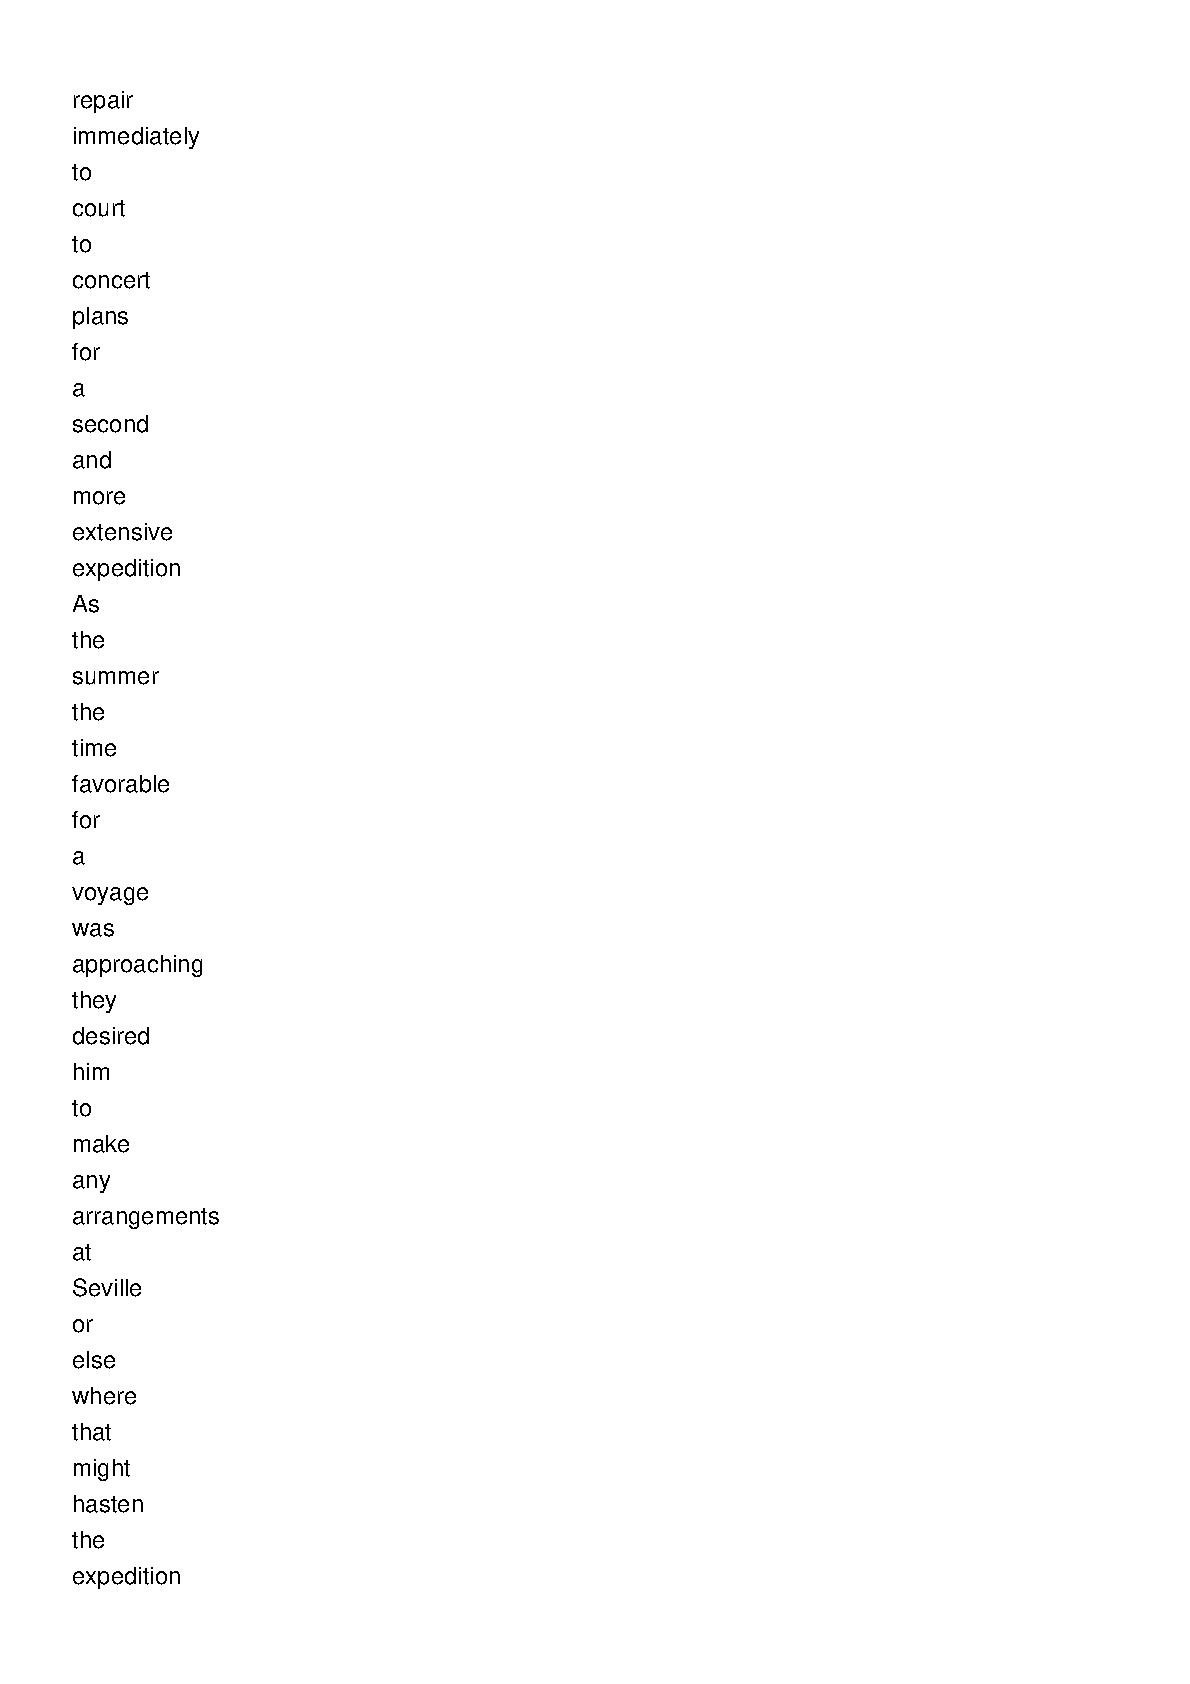 repair
immediately
to
court
to
concert
plans
for
a
second
and
more
extensive
expedition
As
the
summer
the
time
favorable
for
a
voyage
was
approaching
they
desired
him
to
make
any
arrangements
at
Seville
or
else
where
that
might
hasten
the
expedition